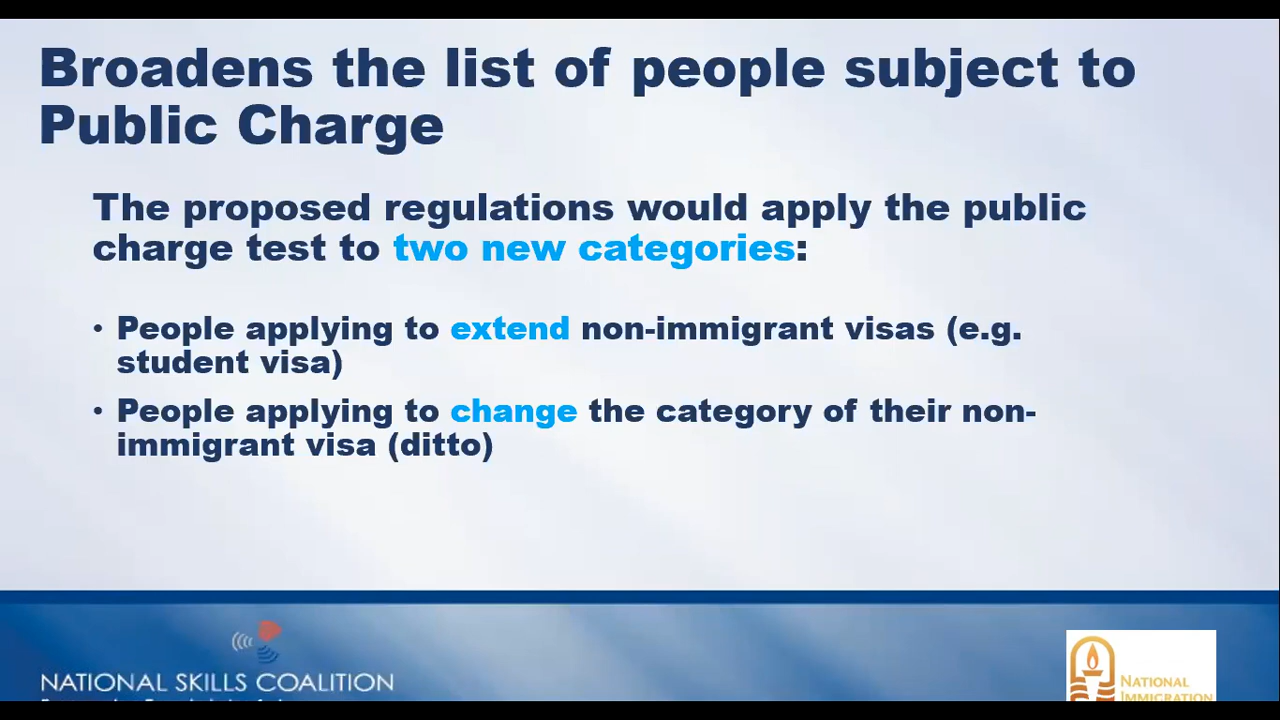 Broadens the list of people subject to
Public Charge
The proposed regulations would apply the public
charge test to two new categories:
• People applying to extend non-immigrant visas (e.g.
student visa)
• People applying to change the category of their non-
immigrant visa (ditto)
NATIONAL SKILLS COALITION
NATIONAL
IMMIGRATION